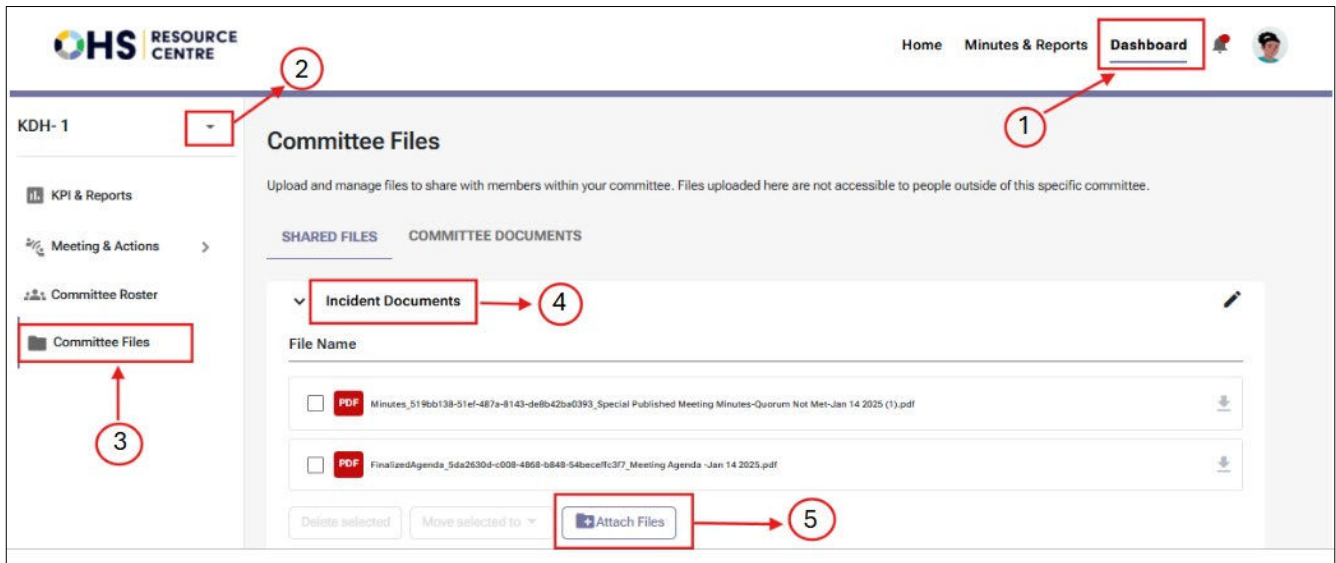 OHS RESOURCE CENTRE
Home Minutes & Reports Dashboard
2
1
KDH- 1
Committee Files
Upload and manage files to share with members within your committee. Files uploaded here are not accessible to people outside of this specific committee.
KPI & Reports
Meeting & Actions
Committee Roster
Committee Files
3
SHARED FILES COMMITTEE DOCUMENTS
Incident Documents 4
File Name
PDF Minutes_519bb138-51ef-487a-8143-de8b42ba0393_Special Published Meeting Minutes-Quorum Not Met-Jan 14 2025 (1).pdf
PDF FinalizedAgenda_5da2630d-c008-4868-b848-54beceffc3f7_Meeting Agenda -Jan 14 2025.pdf
Delete selected Move selected to Attach Files 5